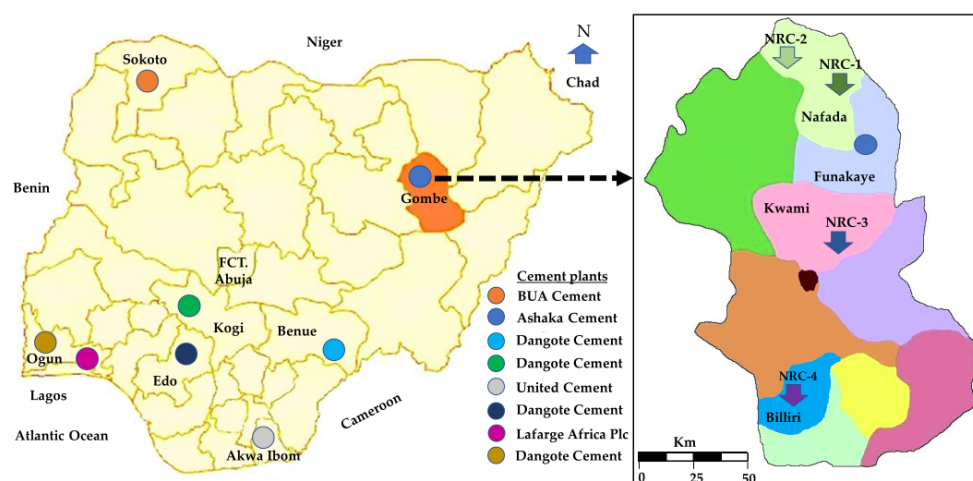 Niger
N
Chad
Sokoto
Benin
Gombe
FCT.
Abuja
Kogi
Benue
Ogun
Edo
Lagos
Atlantic Ocean
Akwa Ibom
Cameroon
Cement plants
BUA Cement
Ashaka Cement
Dangote Cement
Dangote Cement
United Cement
Dangote Cement
Lafarge Africa Plc
Dangote Cement
NRC-2
NRC-1
Nafada
Funakaye
Kwami
NRC-3
NRC-4
Billiri
Km
0 25 50